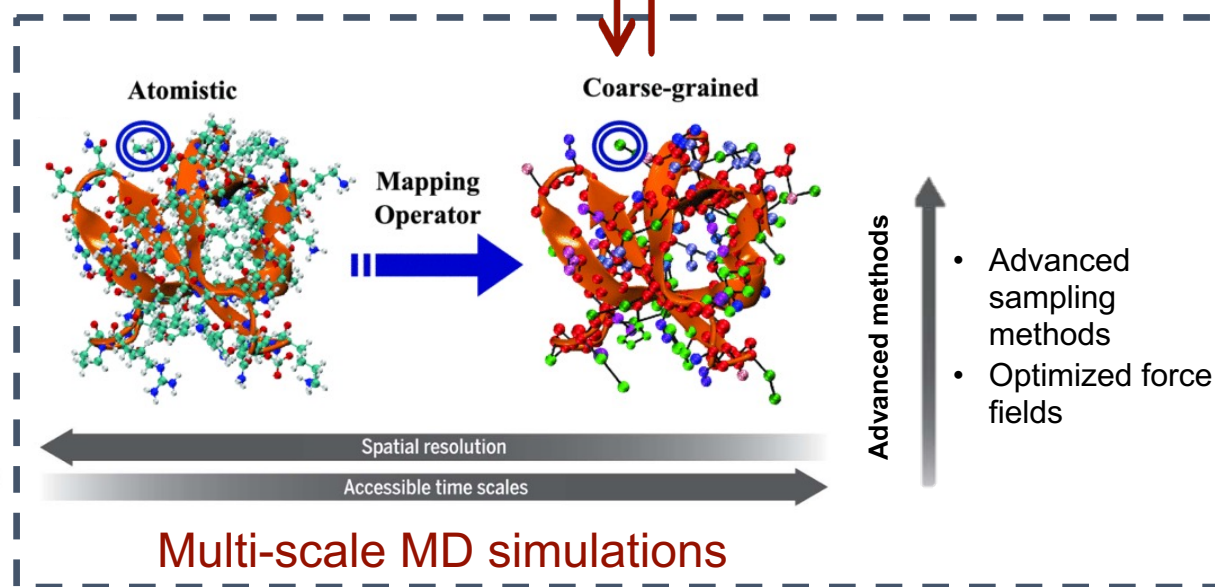 Atomistic
Coarse-grained
Mapping
Operator
Advanced methods
• Advanced
sampling
methods
• Optimized force
fields
Spatial resolution
Accessible time scales
Multi-scale MD simulations